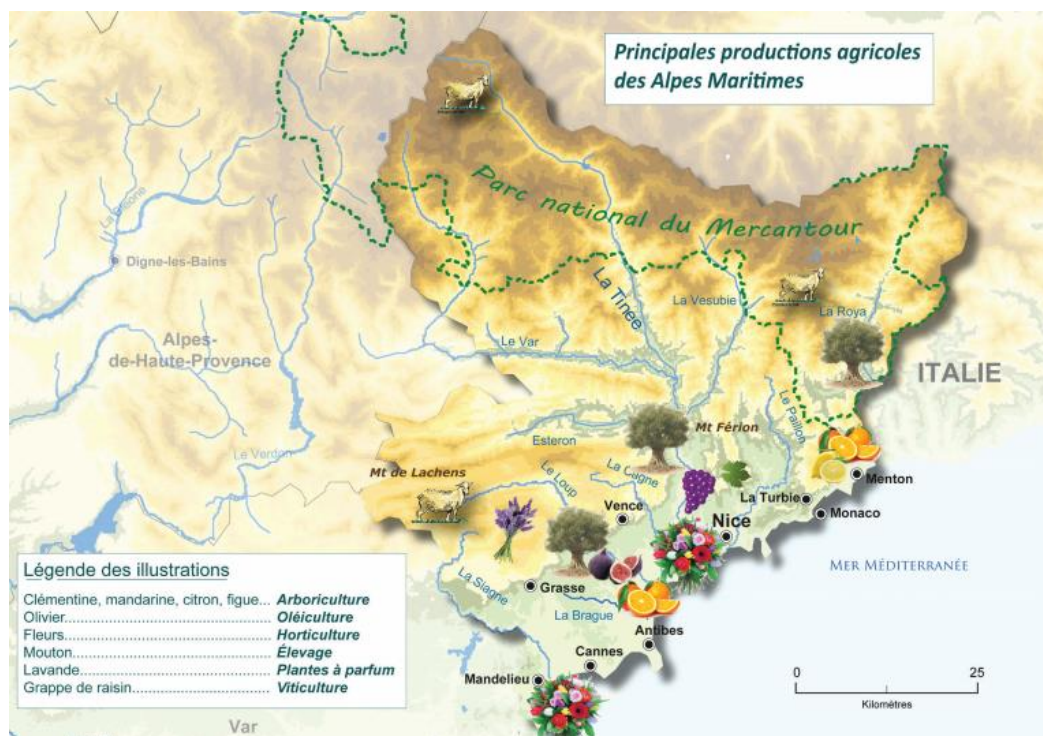 Principales productions agricoles
des Alpes Maritimes
Parc national du Mercantour
Digne-les-Bains
La Tinée
La Vesubie
La Roya
Alpes-
de-Haute-Provence
Le Var
ITALIE
Le Paillon
Mt Férion
Esteron
Le Verdon
Mt de Lachens
Le Loup
La Cagne
Menton
La Turbie
Vence
Monaco
Nice
MER MÉDITERRANÉE
Légende des illustrations
Clémentine, mandarine, citron, figue... Arboriculture
Olivier........................ Oléiculture
Fleurs........................ Horticulture
Mouton........................ Élevage
Lavande........................ Plantes à parfum
Grappe de raisin........................ Viticulture
La Siagne
Grasse
La Brague
Antibes
Cannes
Mandelieu
0 25
Kilomètres
Var